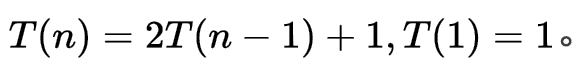 T(n) = 2T(n − 1) + 1, T(1) = 1。